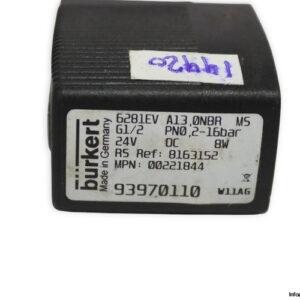 14420
bürkert
Made in Germany
6281EV A13,0NBR MS
G1/2 PN0,2-16bar
24V DC 8W
RS Ref: 8163152
MPN: 00221844
93970110 W11AG